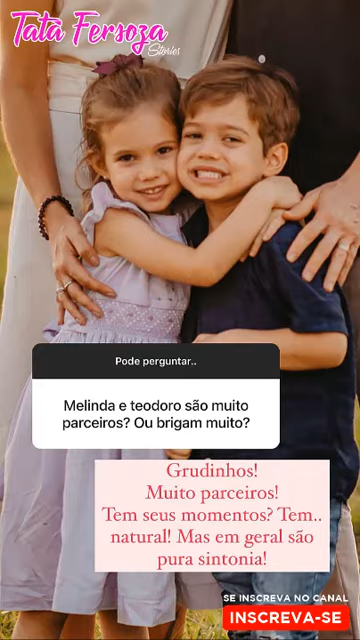 Tatà Fersoza
Stories
Pode perguntar..
Melinda e teodoro são muito
parceiros? Ou brigam muito?
Grudinhos!
Muito parceiros!
Tem seus momentos? Tem..
natural! Mas em geral são
pura sintonia!
SE INSCREVA NO CANAL
INSCREVA-SE